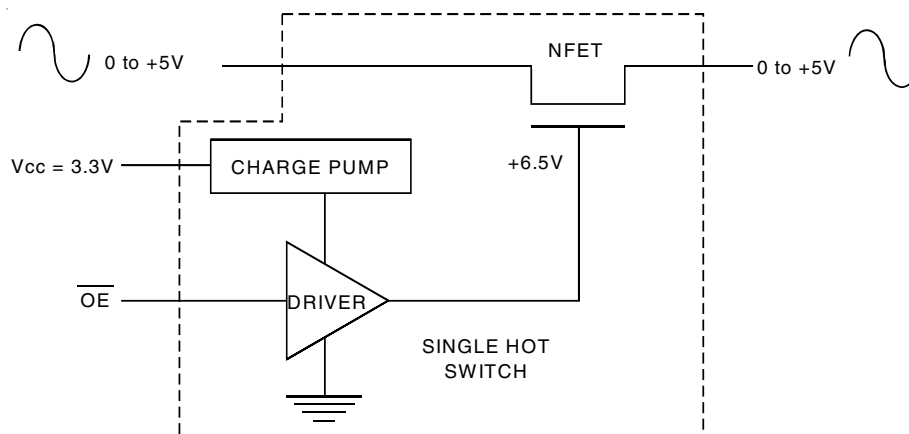 NFET
0 to +5V
0 to +5V
Vcc = 3.3V
CHARGE PUMP
+6.5V
OE
DRIVER
SINGLE HOT
SWITCH